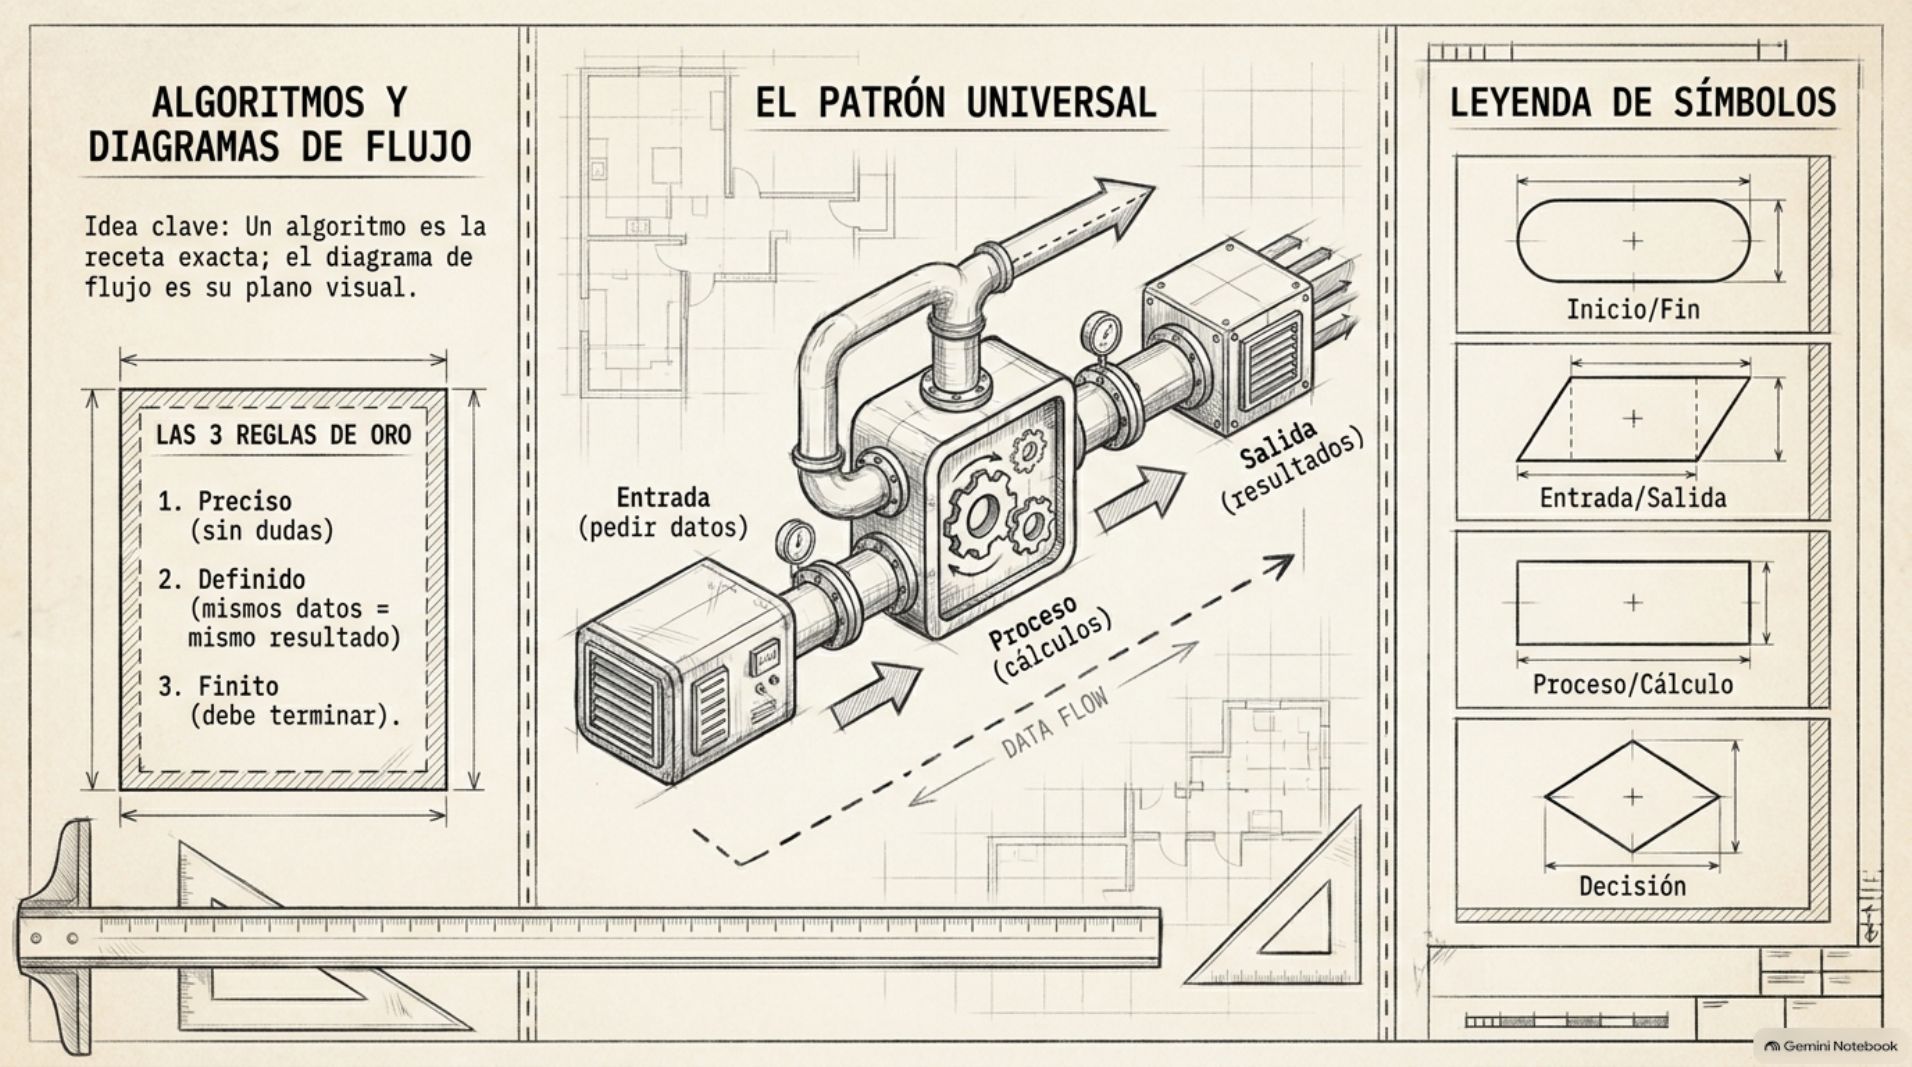 ALGORITMOS Y
DIAGRAMAS DE FLUJO
Idea clave: Un algoritmo es la
receta exacta; el diagrama de
flujo es su plano visual.
LAS 3 REGLAS DE ORO
1. Preciso
(sin dudas)
2. Definido
(mismos datos =
mismo resultado)
3. Finito
(debe terminar).
EL PATRÓN UNIVERSAL
Entrada
(pedir datos)
Proceso
(cálculos)
Salida
(resultados)
DATA FLOW
LEYENDA DE SÍMBOLOS
Inicio/Fin
Entrada/Salida
Proceso/Cálculo
Decisión
Gemini Notebook